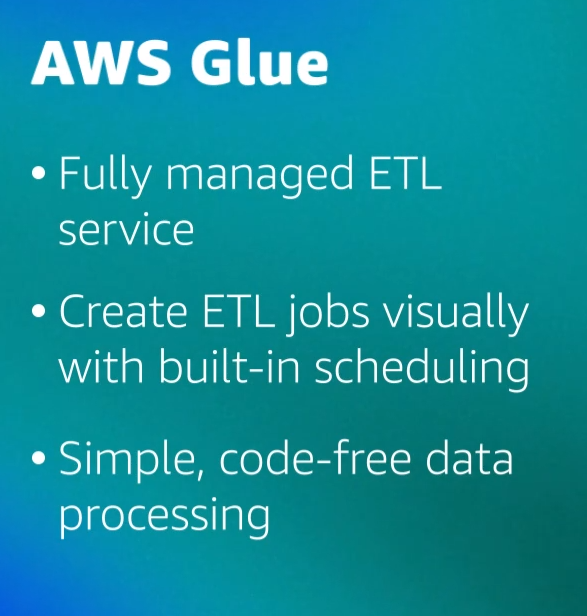 AWS Glue
• Fully managed ETL
service
• Create ETL jobs visually
with built-in scheduling
• Simple, code-free data
processing